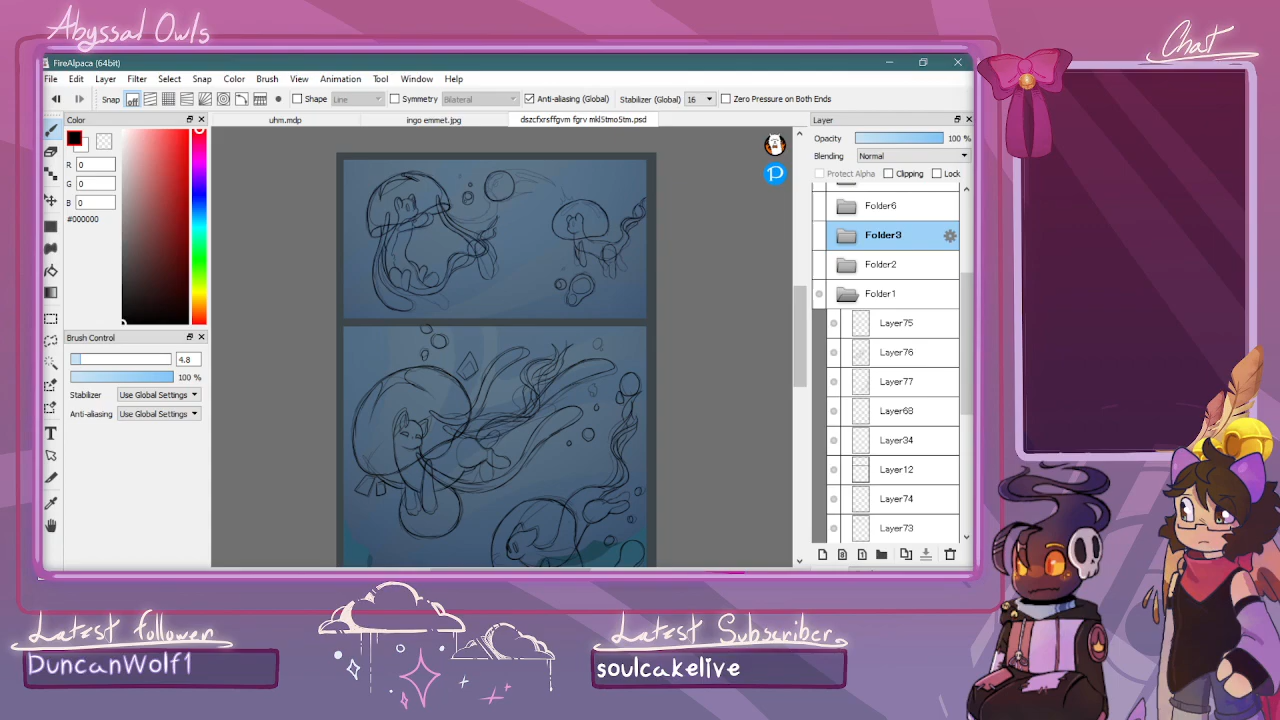 Abyssal Owls
Chat
FireAlpaca (64bit)
File Edit Layer Filter Select Snap Color Brush View Animation Tool Window Help
Snap off Shape Line Symmetry Bilateral Anti-aliasing (Global) Stabilizer (Global) 16 Zero Pressure on Both Ends
Color
uhm.mdp
ingo emmet.jpg
dszcfxrsffgvm fgrv mkl5tmo5tm.psd
Layer
Opacity 100 %
Blending Normal
Protect Alpha Clipping Lock
R 0
G 0
B 0
#000000
Folder6
Folder3
Folder2
Folder1
Layer75
Layer76
Layer77
Layer68
Layer34
Layer12
Layer74
Layer73
Brush Control
4.8
100 %
Stabilizer Use Global Settings
Anti-aliasing Use Global Settings
T
P
Latest follower
DuncanWolf1
Latest Subscriber
soulcakelive